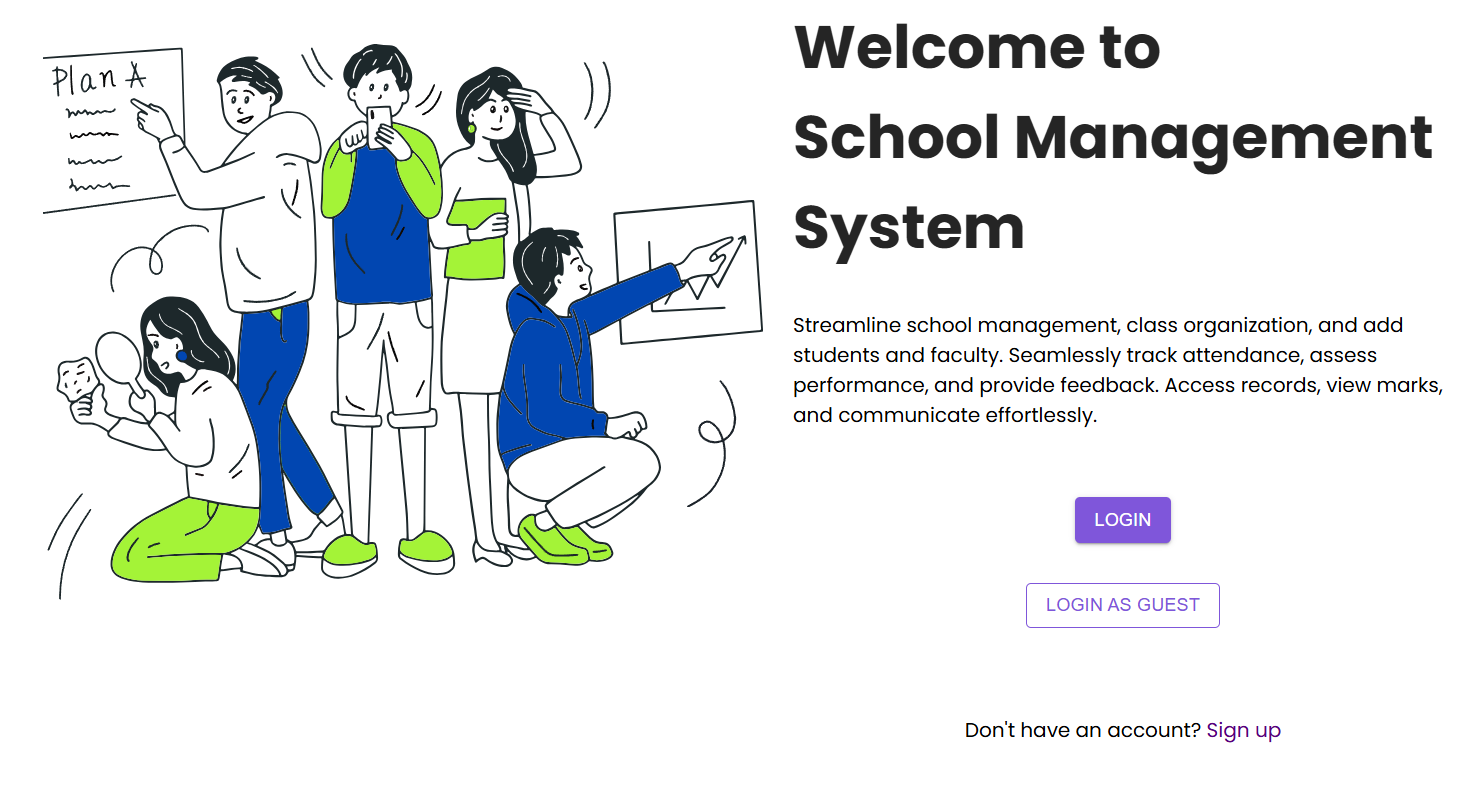 Plan A
Welcome to
School Management
System
Streamline school management, class organization, and add
students and faculty. Seamlessly track attendance, assess
performance, and provide feedback. Access records, view marks,
and communicate effortlessly.
LOGIN
LOGIN AS GUEST
Don't have an account? Sign up